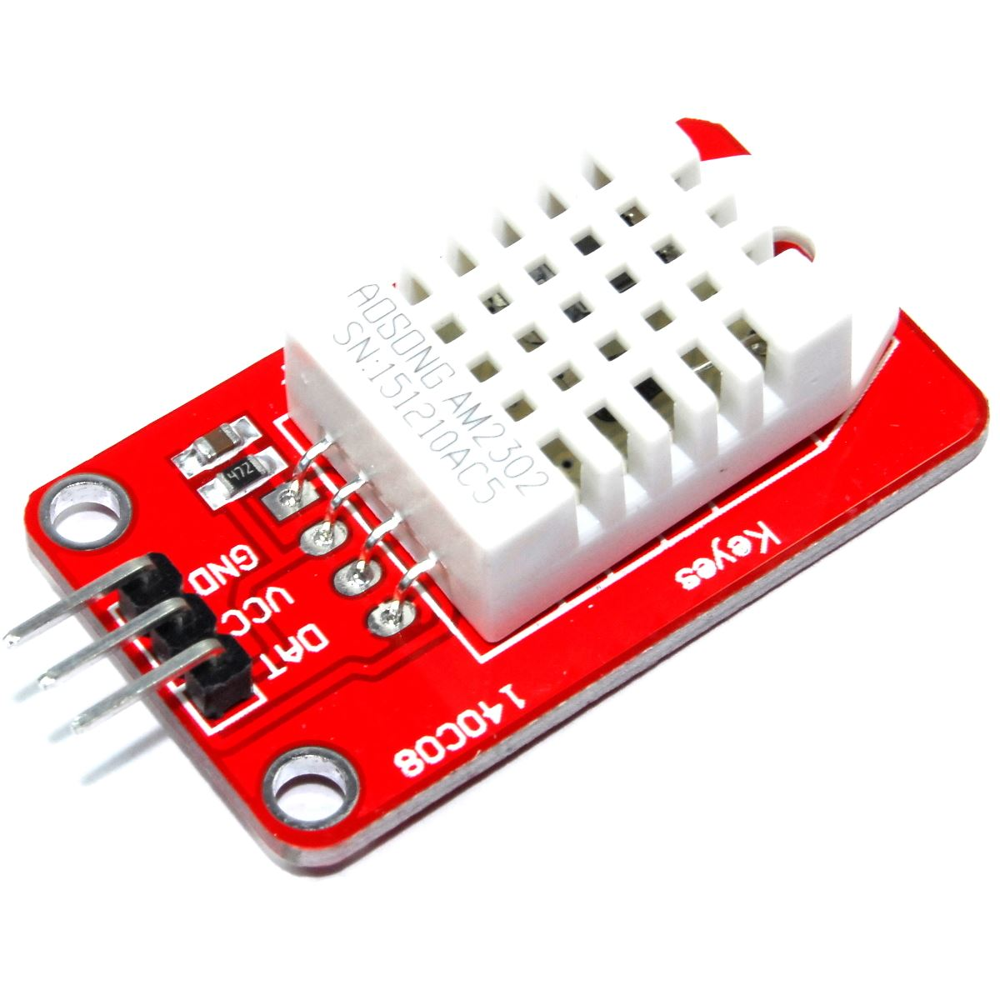 AOSONG AM2302
SN:151210AC5
472
GND
VCC
DAT
Keyes
140C08